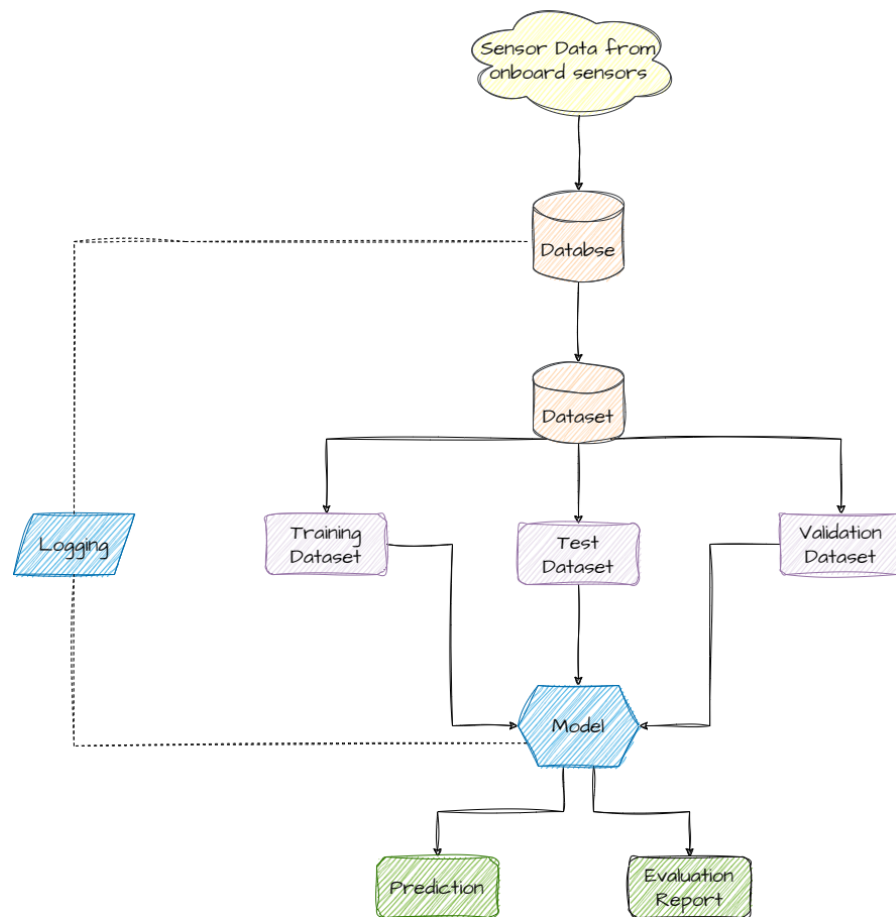 Sensor Data from
onboard sensors
Databse
Dataset
Training
Dataset
Test
Dataset
Validation
Dataset
Logging
Model
Prediction
Evaluation
Report